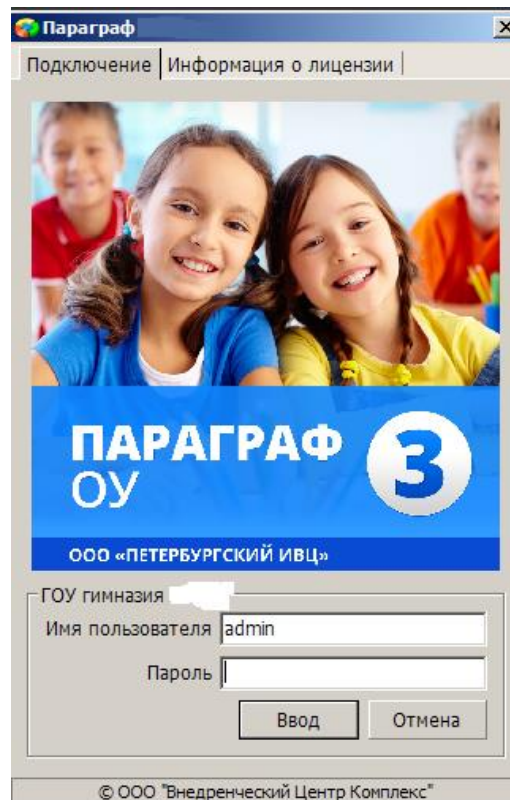 Параграф
Подключение Информация о лицензии
ПАРАГРАФ 3
ОУ
ООО «ПЕТЕРБУРГСКИЙ ИВЦ»
ГОУ гимназия
Имя пользователя admin
Пароль
Ввод Отмена
© ООО "Внедренческий Центр Комплекс"